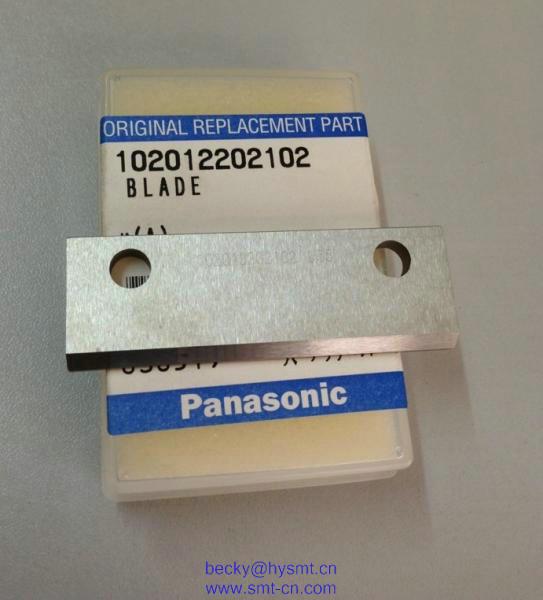 ORIGINAL REPLACEMENT PART
102012202102
BLADE
Panasonic
becky@hysmt.cn
www.smt-cn.com